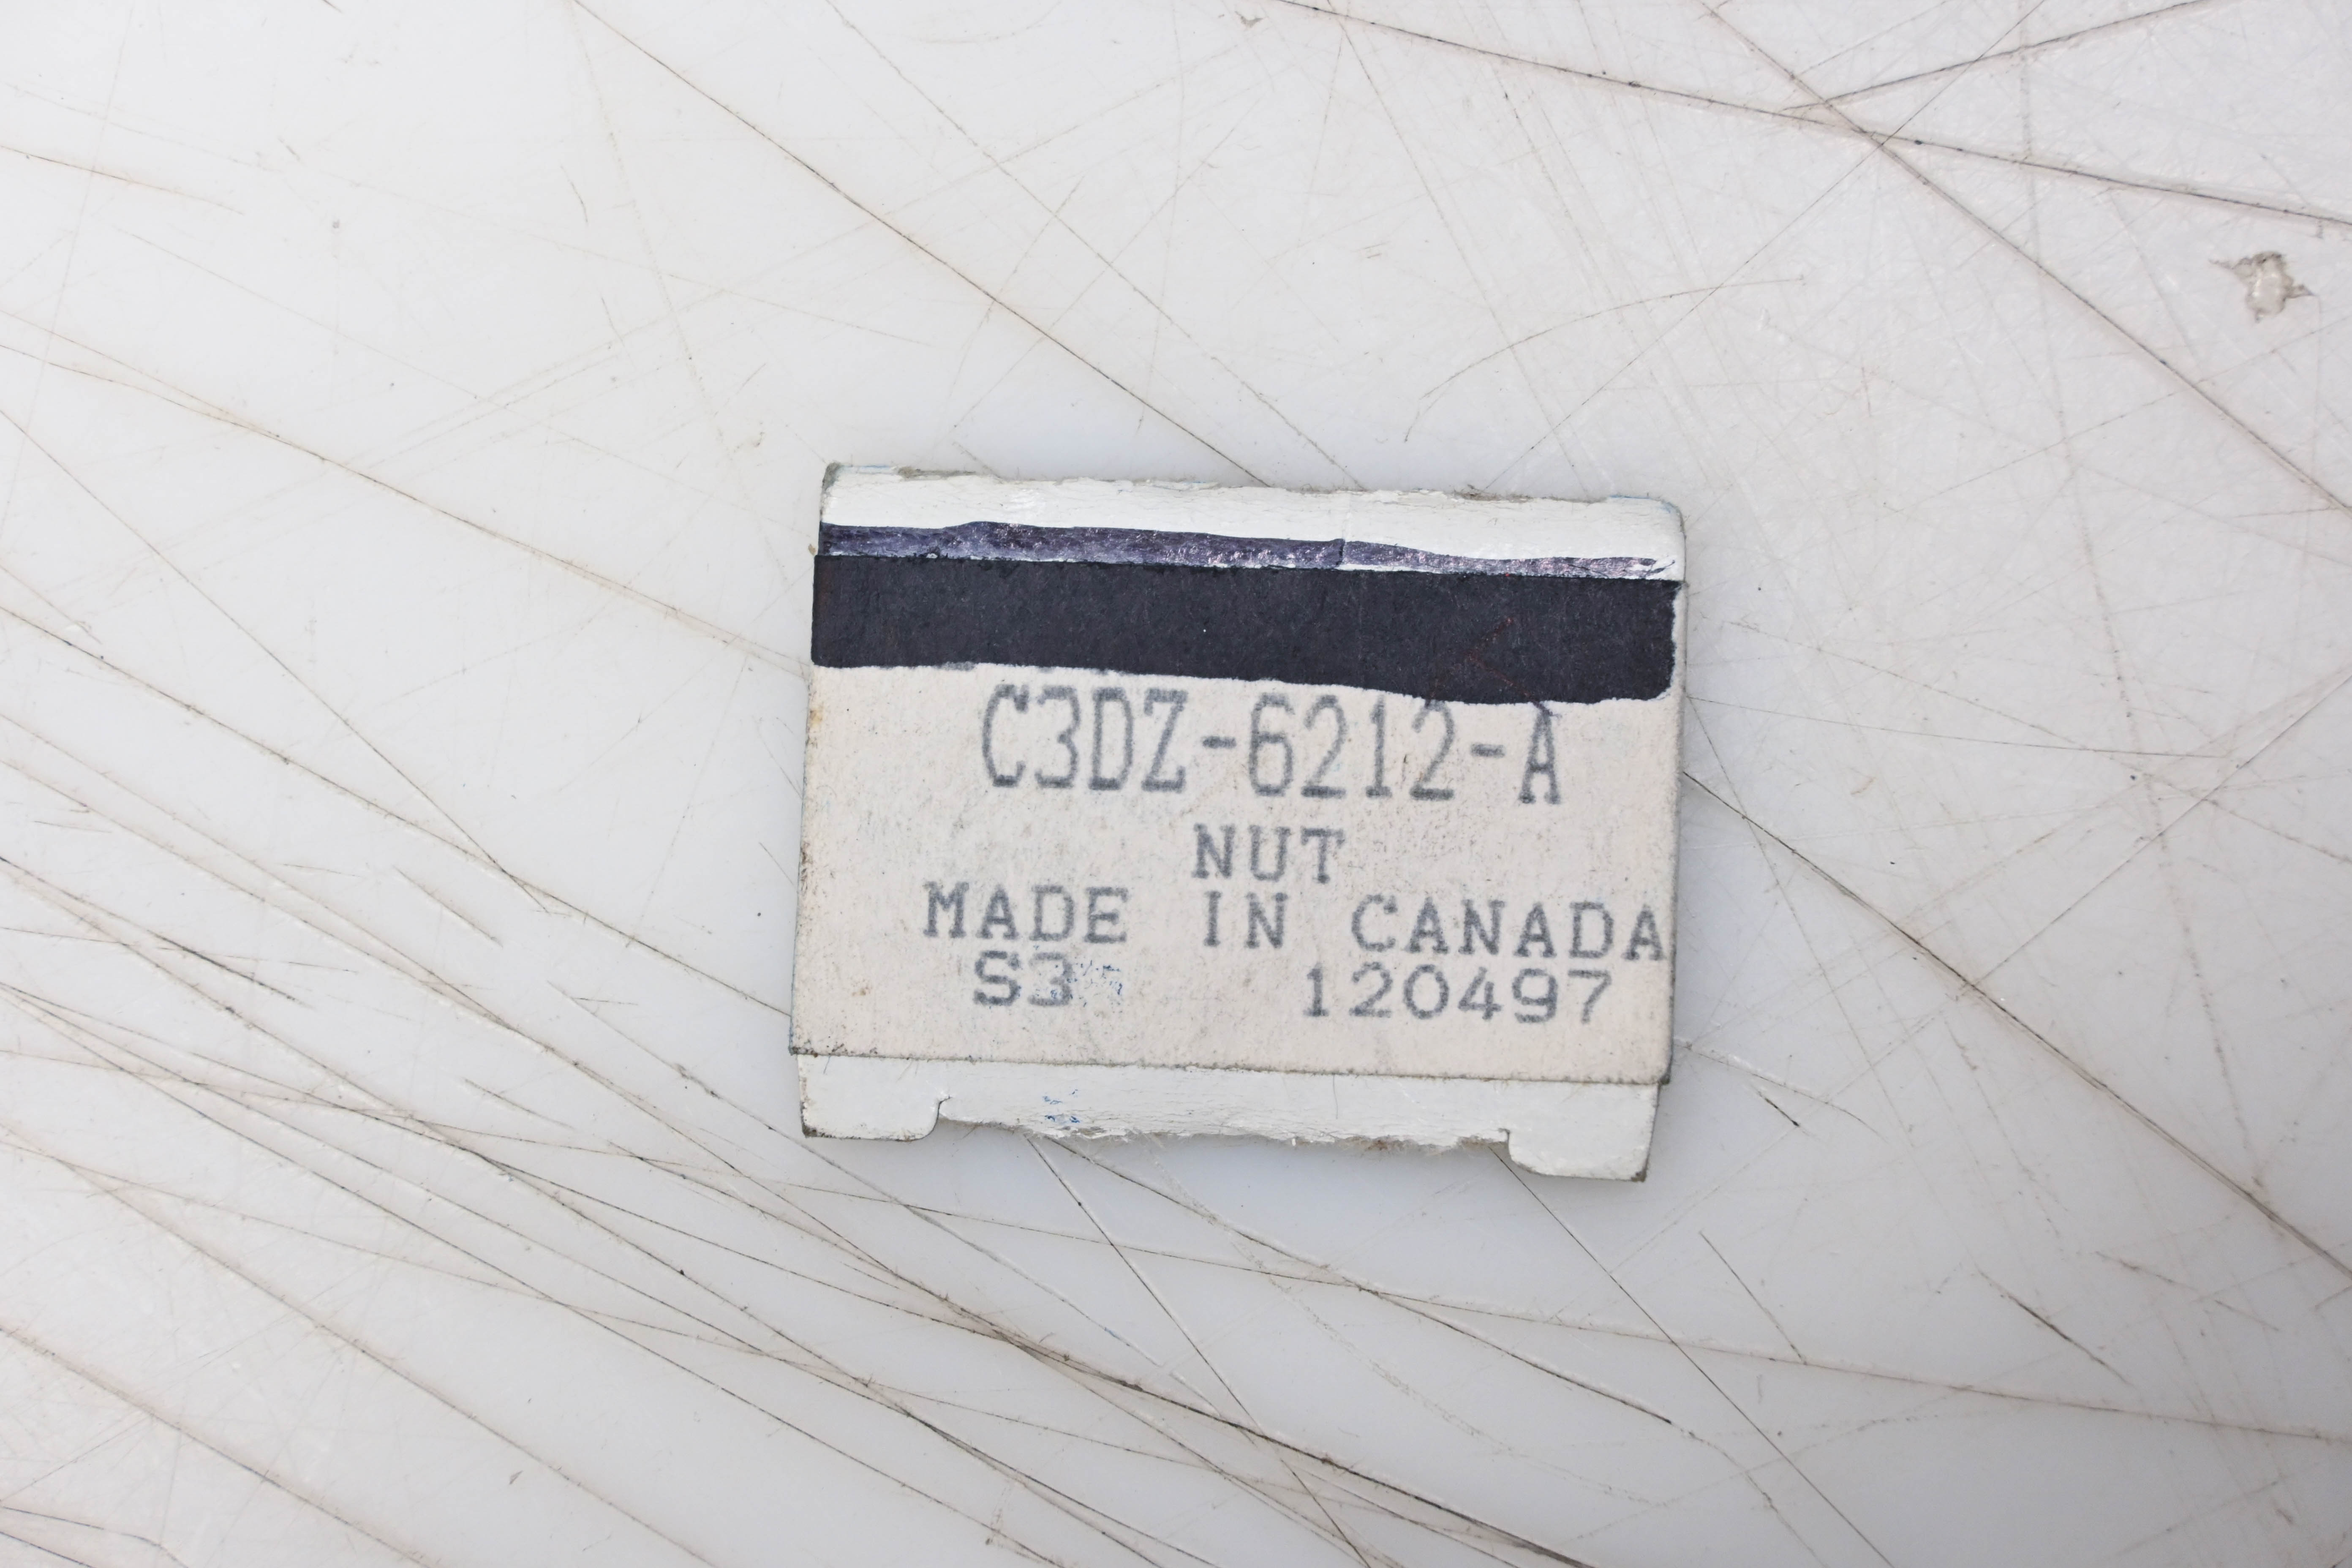 C3DZ-6212-A
NUT
MADE IN CANADA
S3 120497